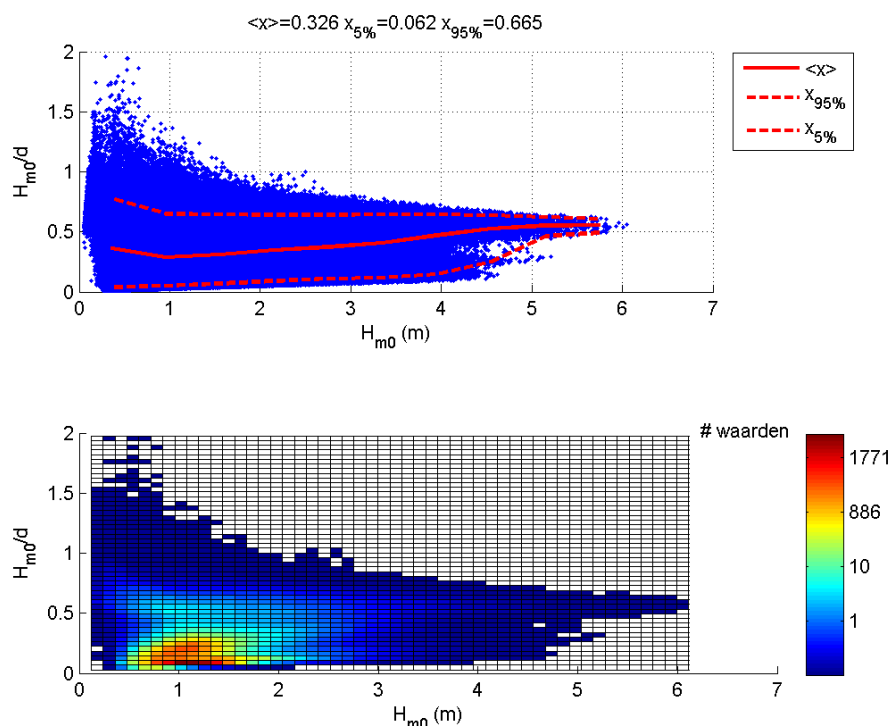 <x>=0.326 x5%=0.062 x95%=0.665
2
1.5
1
0.5
0
Hm0/d
0 1 2 3 4 5 6 7
Hm0 (m)
<x>
x95%
x5%
2
1.5
1
0.5
0
Hm0/d
0 1 2 3 4 5 6 7
Hm0 (m)
# waarden
1771
886
10
1